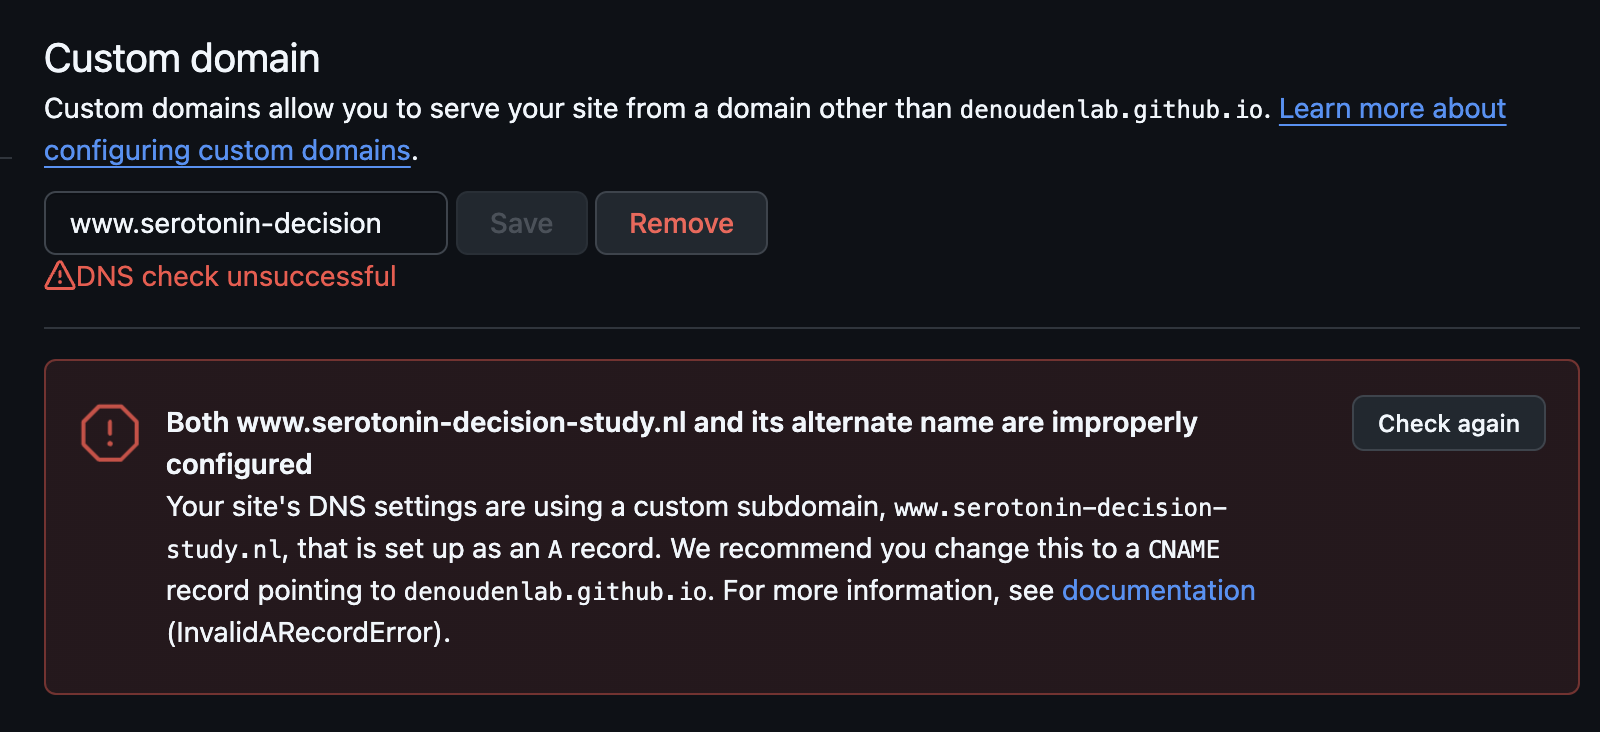 Custom domain
Custom domains allow you to serve your site from a domain other than denoudenlab.github.io. Learn more about
configuring custom domains.
www.serotonin-decision
Save
Remove
DNS check unsuccessful
Both www.serotonin-decision-study.nl and its alternate name are improperly
configured
Check again
Your site's DNS settings are using a custom subdomain, www.serotonin-decision-
study.nl, that is set up as an A record. We recommend you change this to a CNAME
record pointing to denoudenlab.github.io. For more information, see documentation
(InvalidARecordError).